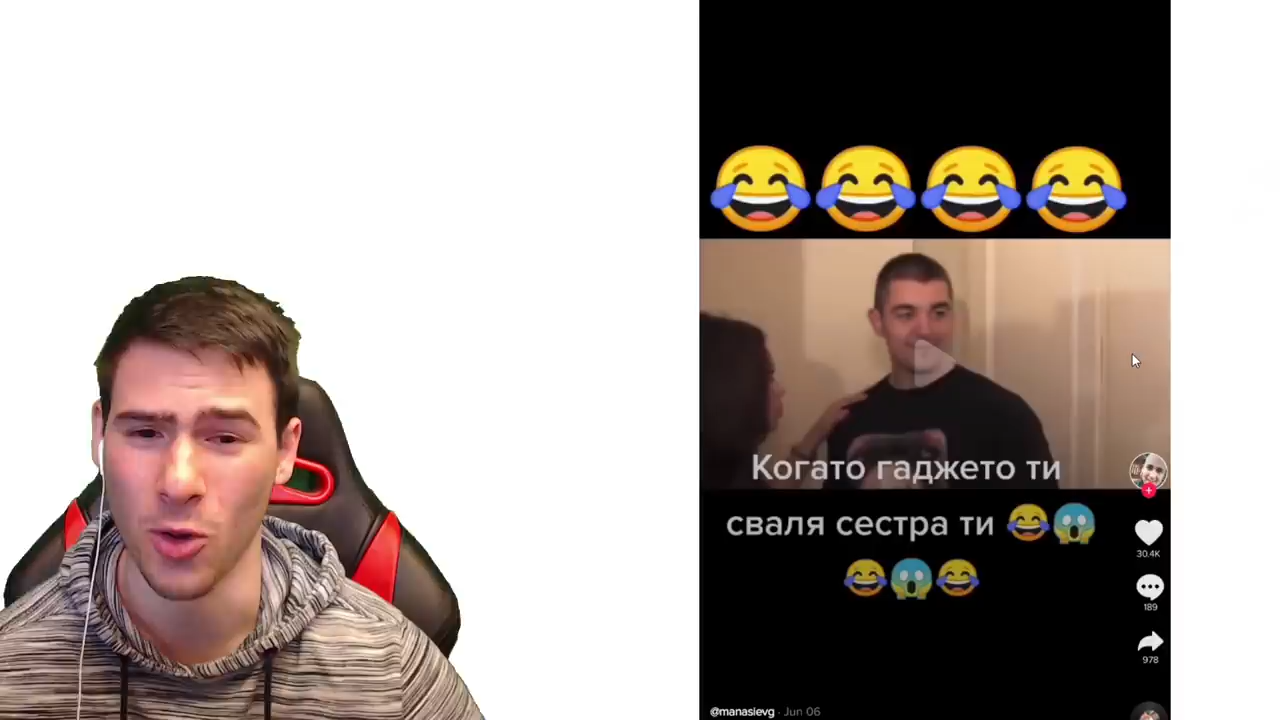 Когато гаджето ти
сваля сестра ти 😂😱
😂😱😂
30.4K
189
978
@manasievg · Jun 06